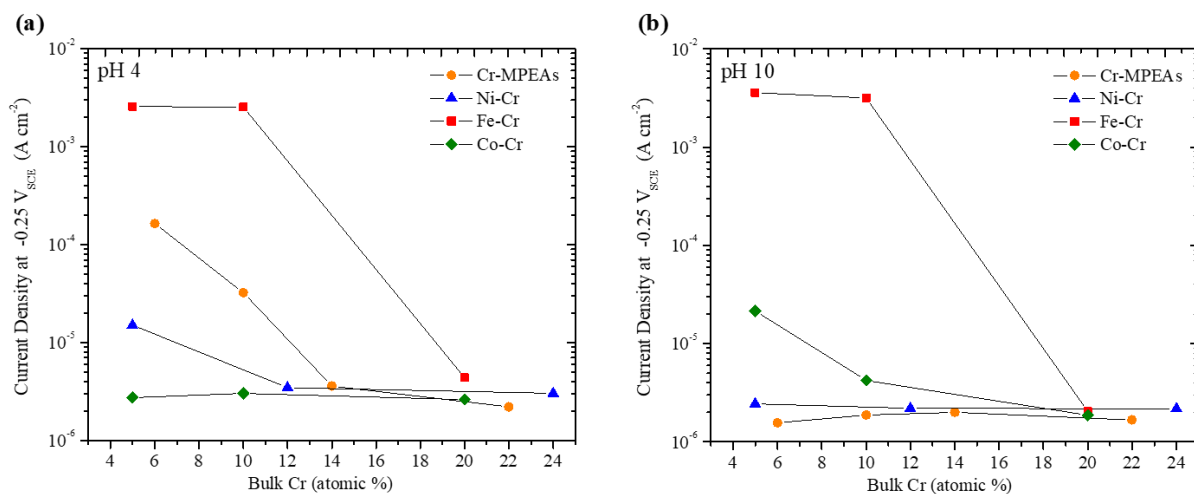 (a)
pH 4
Cr-MPEAs
Ni-Cr
Fe-Cr
Co-Cr
10⁻²
10⁻³
10⁻⁴
10⁻⁵
10⁻⁶
Current Density at -0.25 V_SCE (A cm⁻²)
4 6 8 10 12 14 16 18 20 22 24
Bulk Cr (atomic %)
(b)
pH 10
Cr-MPEAs
Ni-Cr
Fe-Cr
Co-Cr
10⁻²
10⁻³
10⁻⁴
10⁻⁵
10⁻⁶
Current Density at -0.25 V_SCE (A cm⁻²)
4 6 8 10 12 14 16 18 20 22 24
Bulk Cr (atomic %)